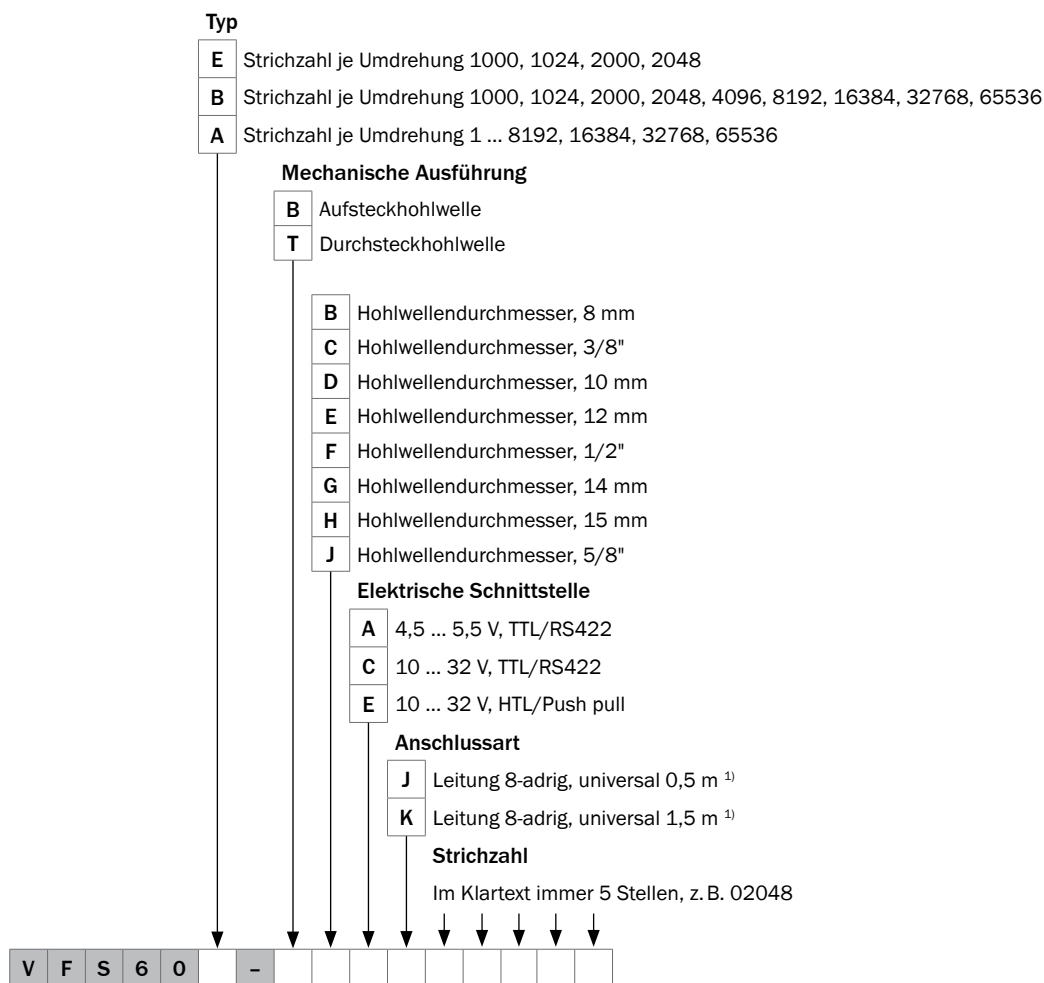 Typ
E Strichzahl je Umdrehung 1000, 1024, 2000, 2048
B Strichzahl je Umdrehung 1000, 1024, 2000, 2048, 4096, 8192, 16384, 32768, 65536
A Strichzahl je Umdrehung 1 ... 8192, 16384, 32768, 65536
Mechanische Ausführung
B Aufsteckhohlwelle
T Durchsteckhohlwelle
B Hohlwellendurchmesser, 8 mm
C Hohlwellendurchmesser, 3/8"
D Hohlwellendurchmesser, 10 mm
E Hohlwellendurchmesser, 12 mm
F Hohlwellendurchmesser, 1/2"
G Hohlwellendurchmesser, 14 mm
H Hohlwellendurchmesser, 15 mm
J Hohlwellendurchmesser, 5/8"
Elektrische Schnittstelle
A 4,5 ... 5,5 V, TTL/RS422
C 10 ... 32 V, TTL/RS422
E 10 ... 32 V, HTL/Push pull
Anschlussart
J Leitung 8-adrig, universal 0,5 m 1)
K Leitung 8-adrig, universal 1,5 m 1)
Strichzahl
Im Klartext immer 5 Stellen, z. B. 02048
V F S 6 0 –